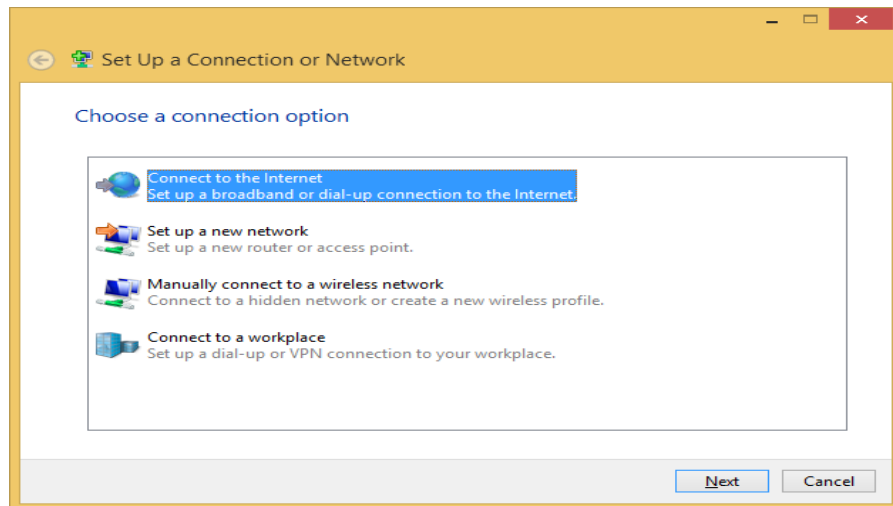 Set Up a Connection or Network
Choose a connection option
Connect to the Internet
Set up a broadband or dial-up connection to the Internet.
Set up a new network
Set up a new router or access point.
Manually connect to a wireless network
Connect to a hidden network or create a new wireless profile.
Connect to a workplace
Set up a dial-up or VPN connection to your workplace.
Next Cancel